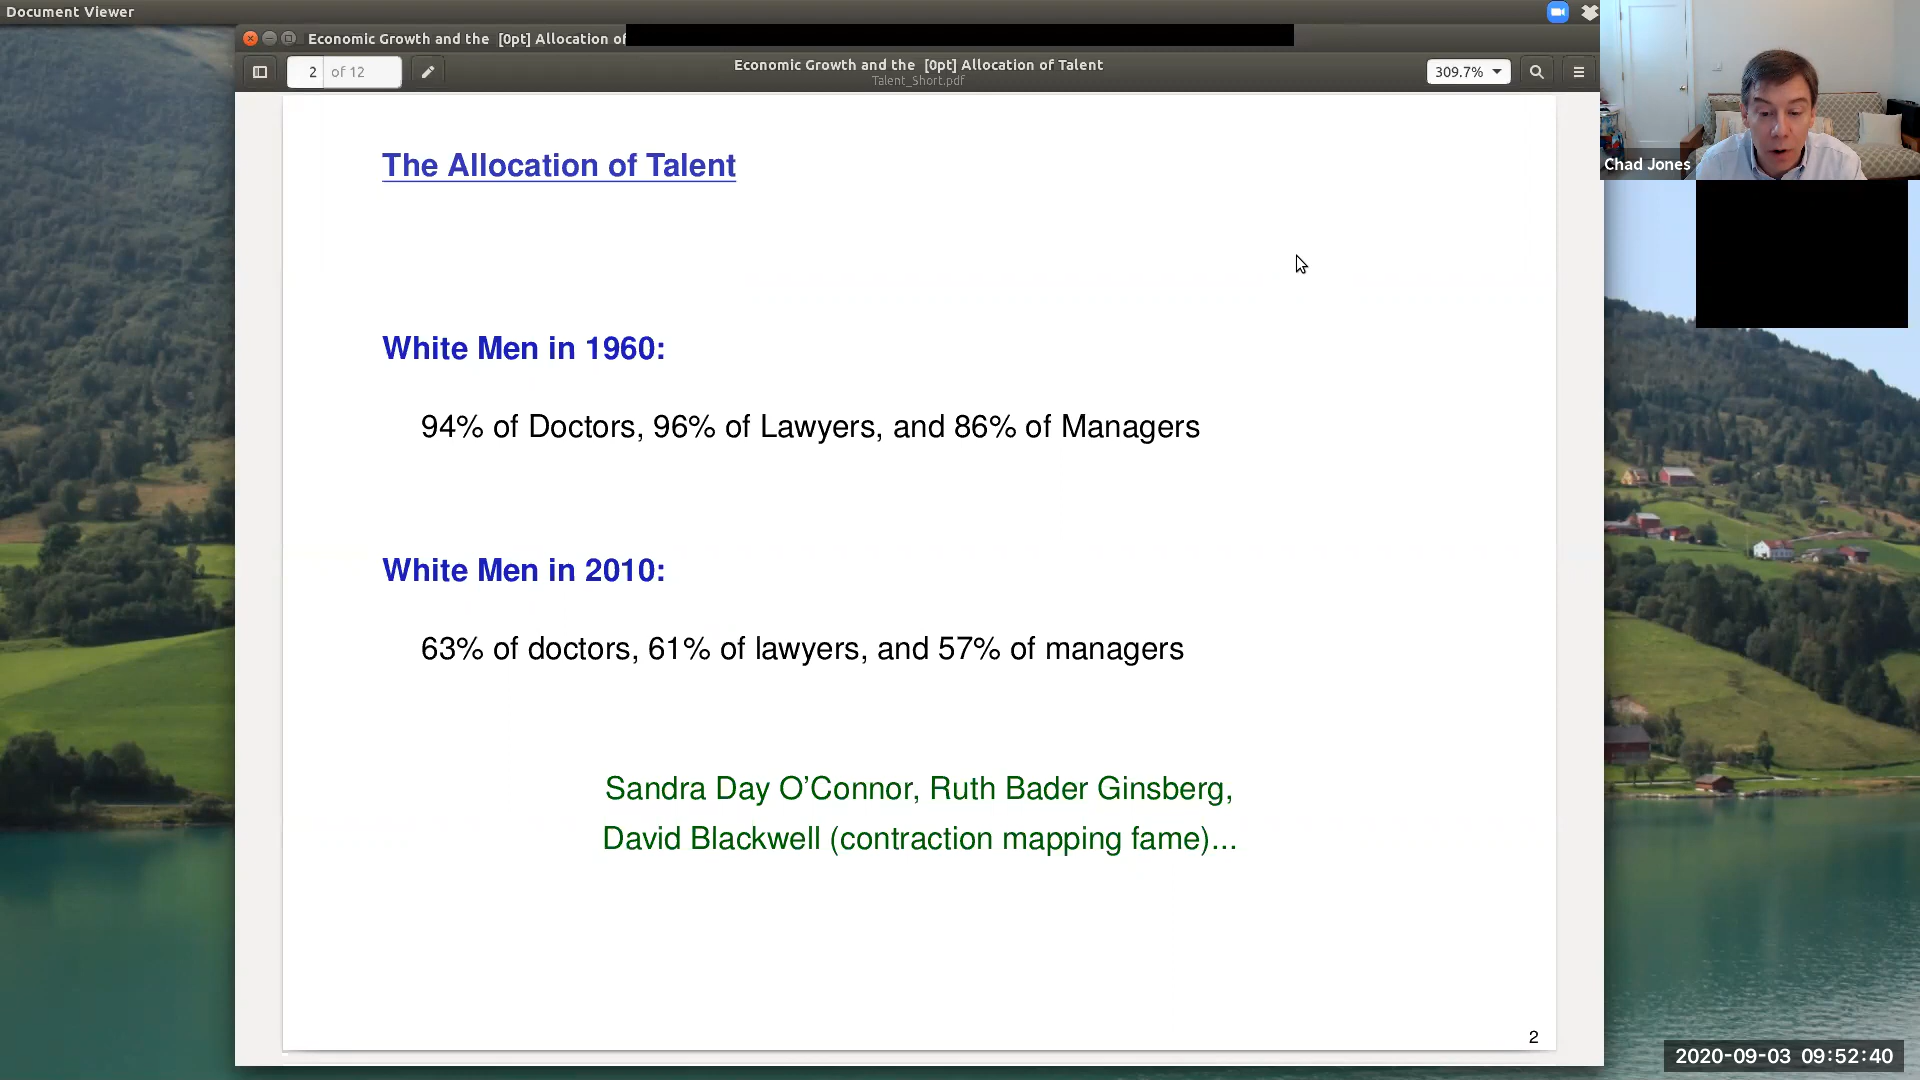 Document Viewer
Economic Growth and the [0pt] Allocation of
2 of 12
Economic Growth and the [0pt] Allocation of Talent
Talent_Short.pdf
309.7%
Chad Jones
The Allocation of Talent
White Men in 1960:
94% of Doctors, 96% of Lawyers, and 86% of Managers
White Men in 2010:
63% of doctors, 61% of lawyers, and 57% of managers
Sandra Day O’Connor, Ruth Bader Ginsberg,
David Blackwell (contraction mapping fame)...
2
2020-09-03 09:52:40